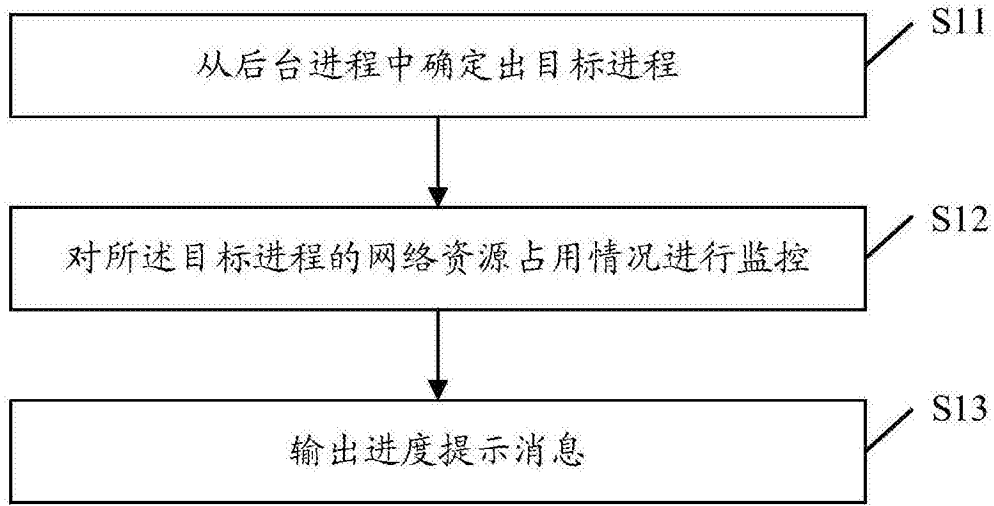 S11
从后台进程中确定出目标进程
S12
对所述目标进程的网络资源占用情况进行监控
S13
输出进度提示消息